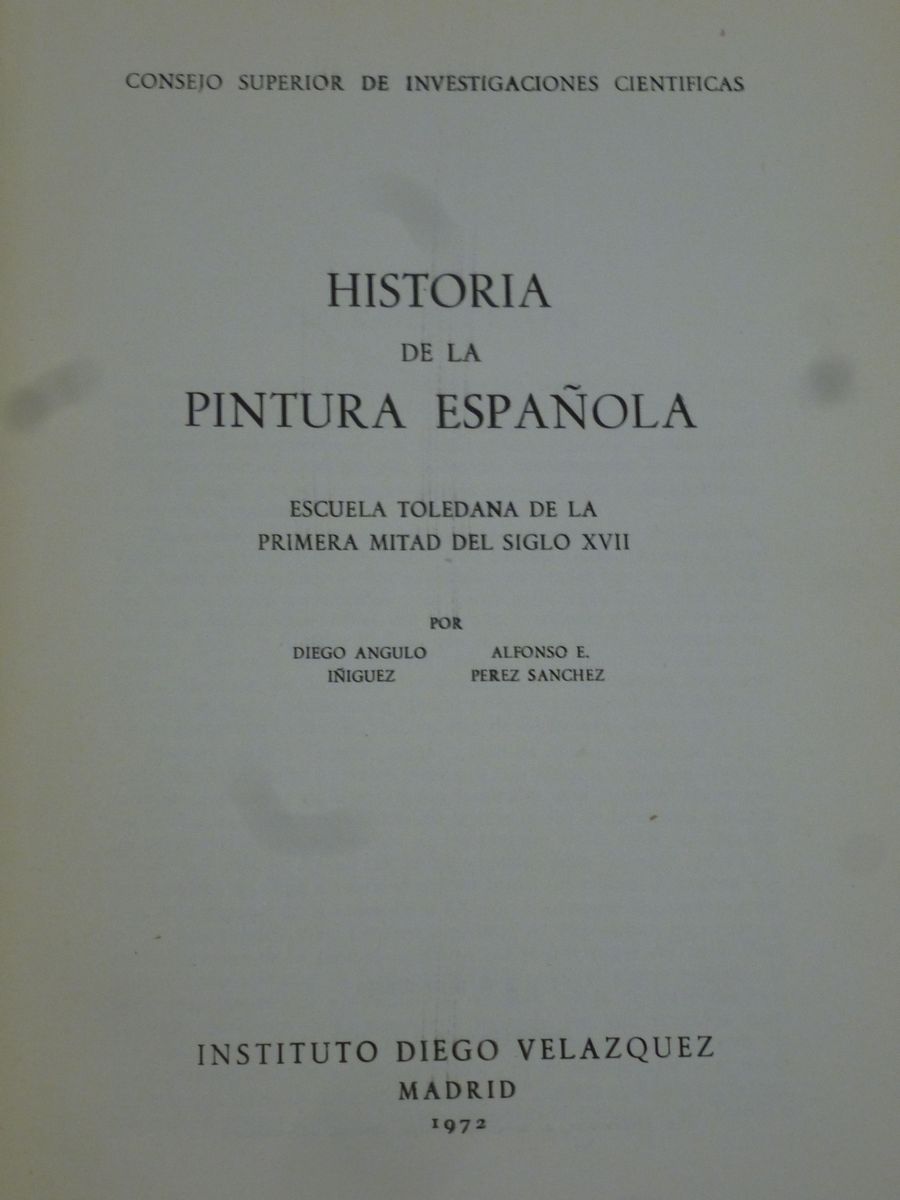 CONSEJO SUPERIOR DE INVESTIGACIONES CIENTIFICAS
HISTORIA
DE LA
PINTURA ESPAÑOLA
ESCUELA TOLEDANA DE LA
PRIMERA MITAD DEL SIGLO XVII
POR
DIEGO ANGULO
IÑIGUEZ
ALFONSO E.
PEREZ SANCHEZ
INSTITUTO DIEGO VELAZQUEZ
MADRID
1972